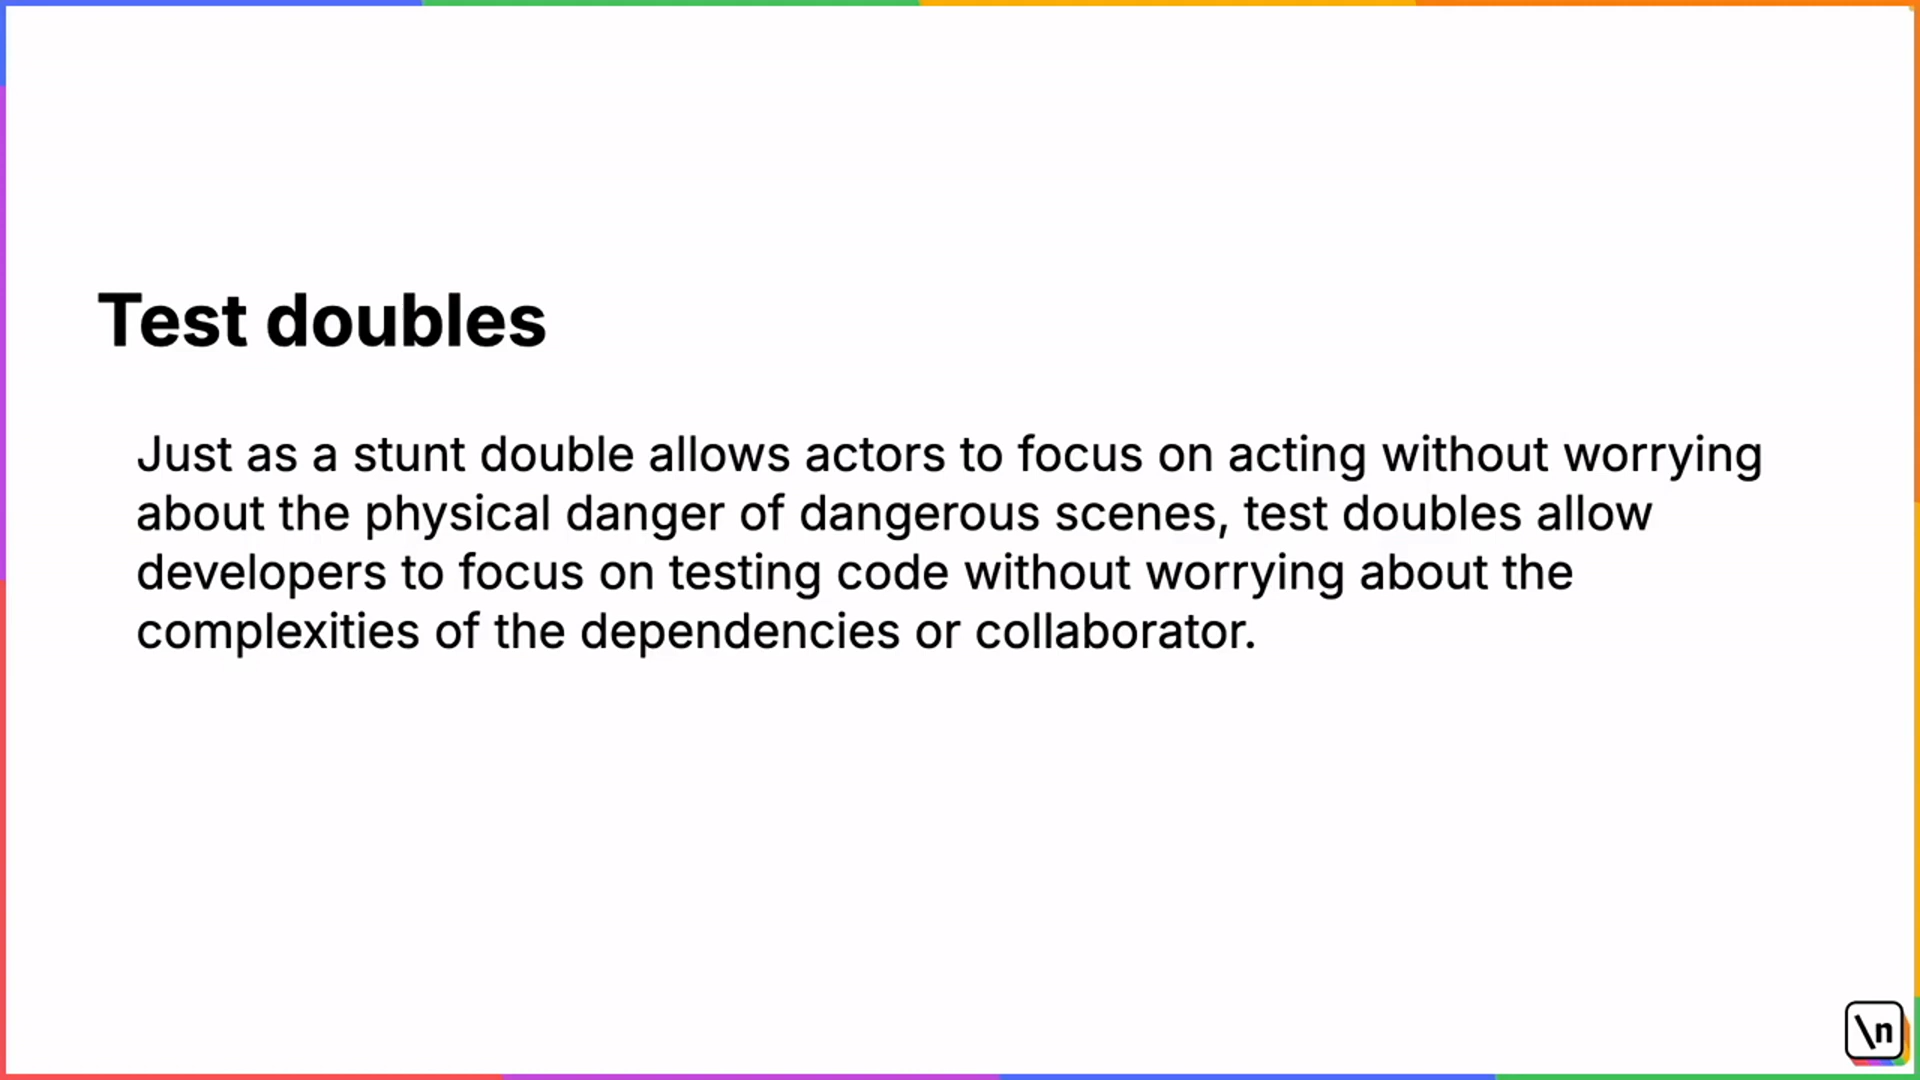 Test doubles
Just as a stunt double allows actors to focus on acting without worrying
about the physical danger of dangerous scenes, test doubles allow
developers to focus on testing code without worrying about the
complexities of the dependencies or collaborator.
\n